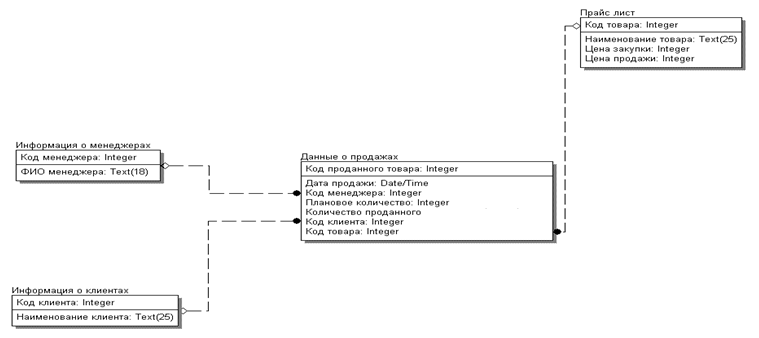 Прайс лист
Код товара: Integer
Наименование товара: Text(25)
Цена закупки: Integer
Цена продажи: Integer
Информация о менеджерах
Код менеджера: Integer
ФИО менеджера: Text(18)
Данные о продажах
Код проданного товара: Integer
Дата продажи: Date/Time
Код менеджера: Integer
Плановое количество: Integer
Количество проданного
Код клиента: Integer
Код товара: Integer
Информация о клиентах
Код клиента: Integer
Наименование клиента: Text(25)